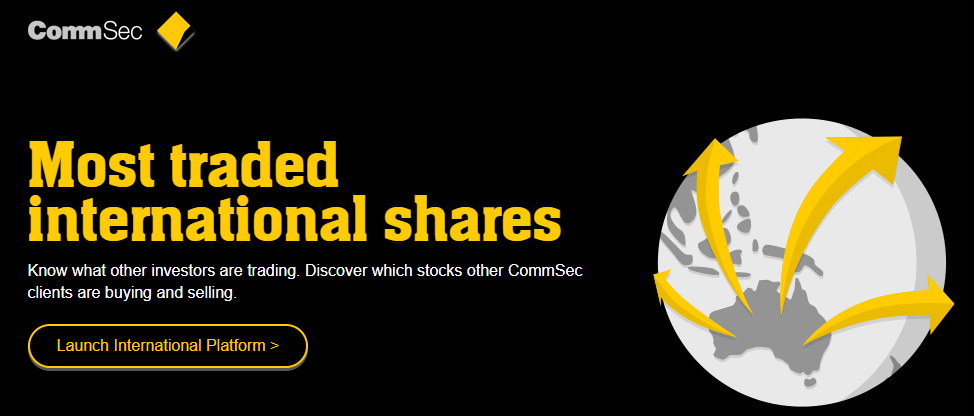 CommSec
Most traded
international shares
Know what other investors are trading. Discover which stocks other CommSec
clients are buying and selling.
Launch International Platform >